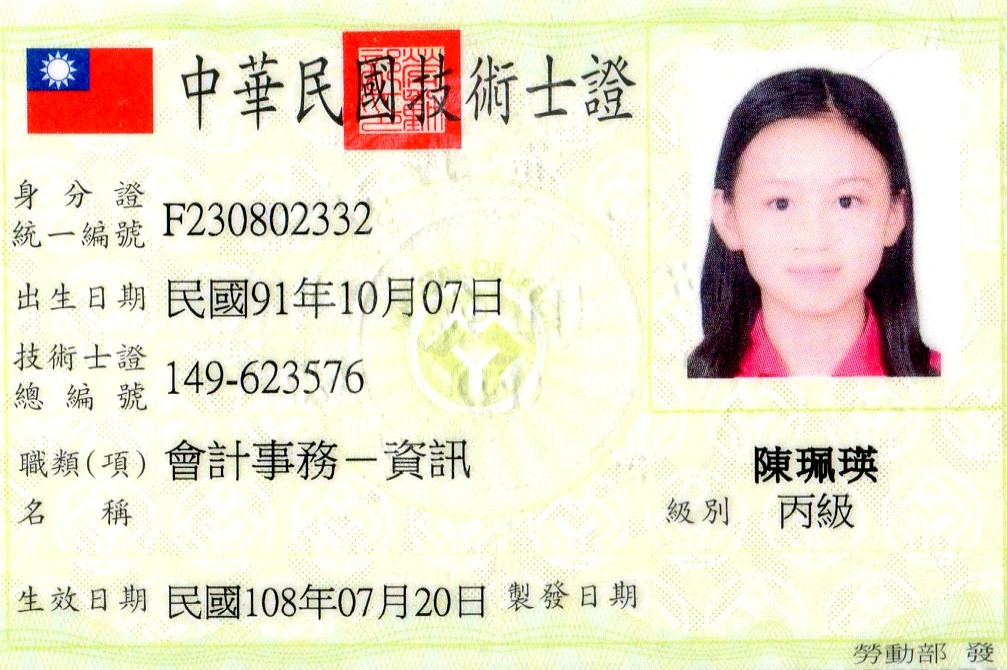 中華民國技術士證
身分證
統一編號 F230802332
出生日期 民國91年10月07日
技術士證
總編號 149-623576
職類(項) 會計事務－資訊
名稱
陳珮瑛
級別 丙級
生效日期 民國108年07月20日 製發日期
勞動部 發